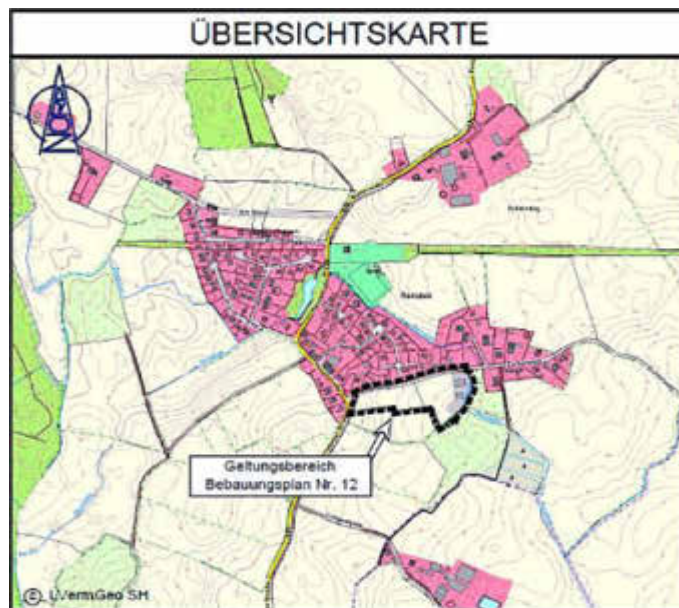 ÜBERSICHTSKARTE
Geltungsbereich
Bebauungsplan Nr. 12
© LVermGeo SH